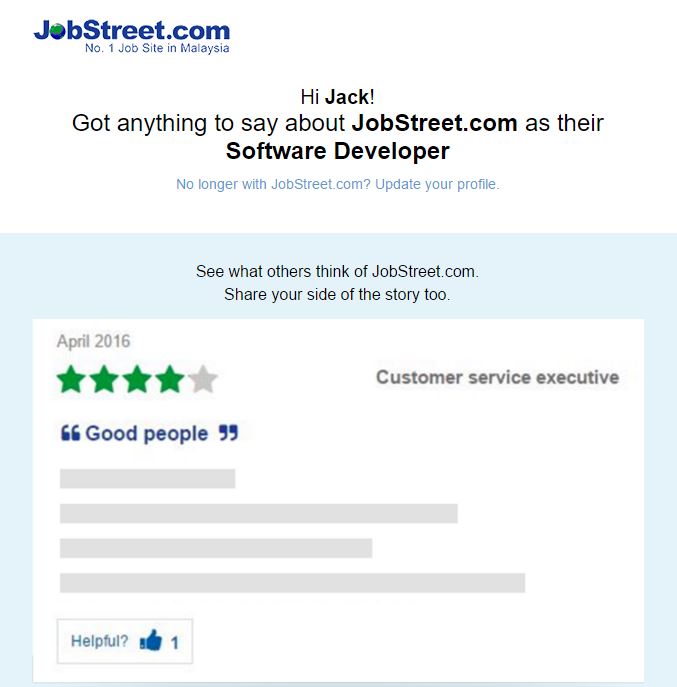 JobStreet.com
No. 1 Job Site in Malaysia
Hi Jack!
Got anything to say about JobStreet.com as their
Software Developer
No longer with JobStreet.com? Update your profile.
See what others think of JobStreet.com.
Share your side of the story too.
April 2016
Customer service executive
“ Good people ”
Helpful? 1